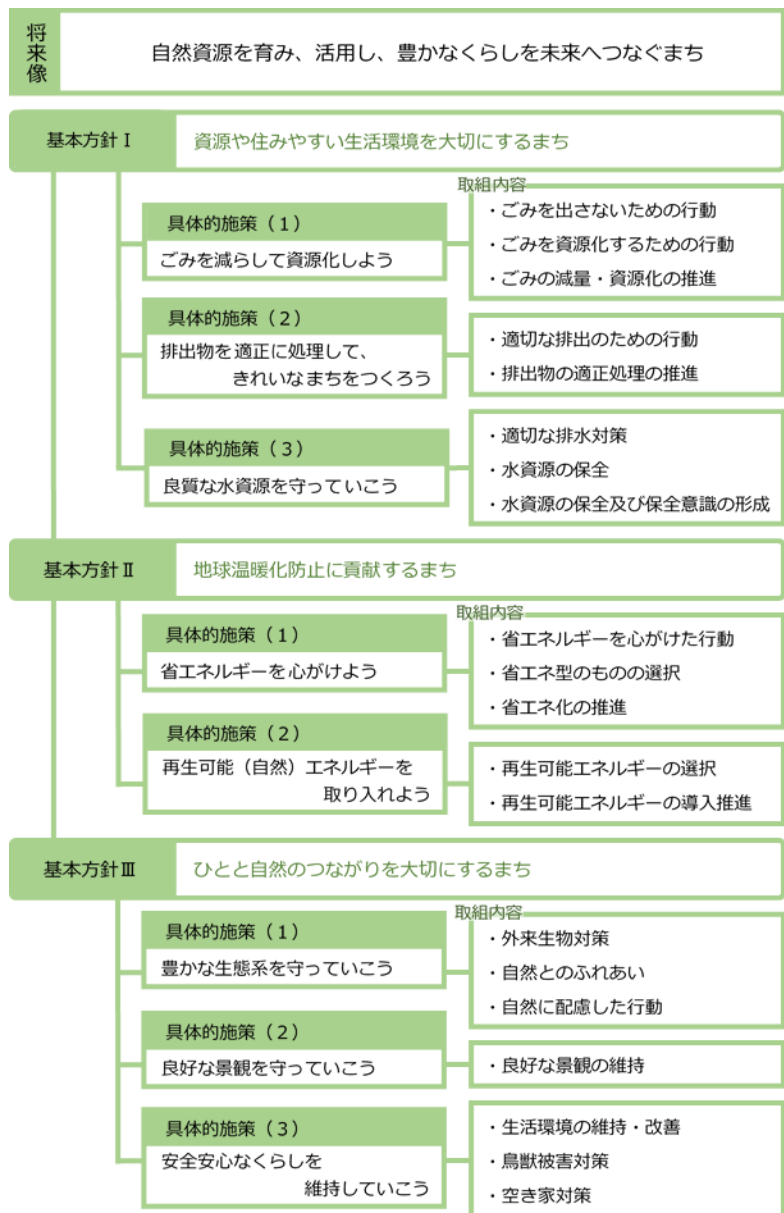 将来像
自然資源を育み、活用し、豊かなくらしを未来へつなぐまち
基本方針Ⅰ
資源や住みやすい生活環境を大切にするまち
取組内容
具体的施策（1）
ごみを減らして資源化しよう
・ごみを出さないための行動
・ごみを資源化するための行動
・ごみの減量・資源化の推進
具体的施策（2）
排出物を適正に処理して、
きれいなまちをつくろう
・適切な排出のための行動
・排出物の適正処理の推進
具体的施策（3）
良質な水資源を守っていこう
・適切な排水対策
・水資源の保全
・水資源の保全及び保全意識の形成
基本方針Ⅱ
地球温暖化防止に貢献するまち
取組内容
具体的施策（1）
省エネルギーを心がけよう
・省エネルギーを心がけた行動
・省エネ型のものの選択
・省エネ化の推進
具体的施策（2）
再生可能（自然）エネルギーを
取り入れよう
・再生可能エネルギーの選択
・再生可能エネルギーの導入推進
基本方針Ⅲ
ひとと自然のつながりを大切にするまち
取組内容
具体的施策（1）
豊かな生態系を守っていこう
・外来生物対策
・自然とのふれあい
・自然に配慮した行動
具体的施策（2）
良好な景観を守っていこう
・良好な景観の維持
具体的施策（3）
安全安心なくらしを
維持していこう
・生活環境の維持・改善
・鳥獣被害対策
・空き家対策